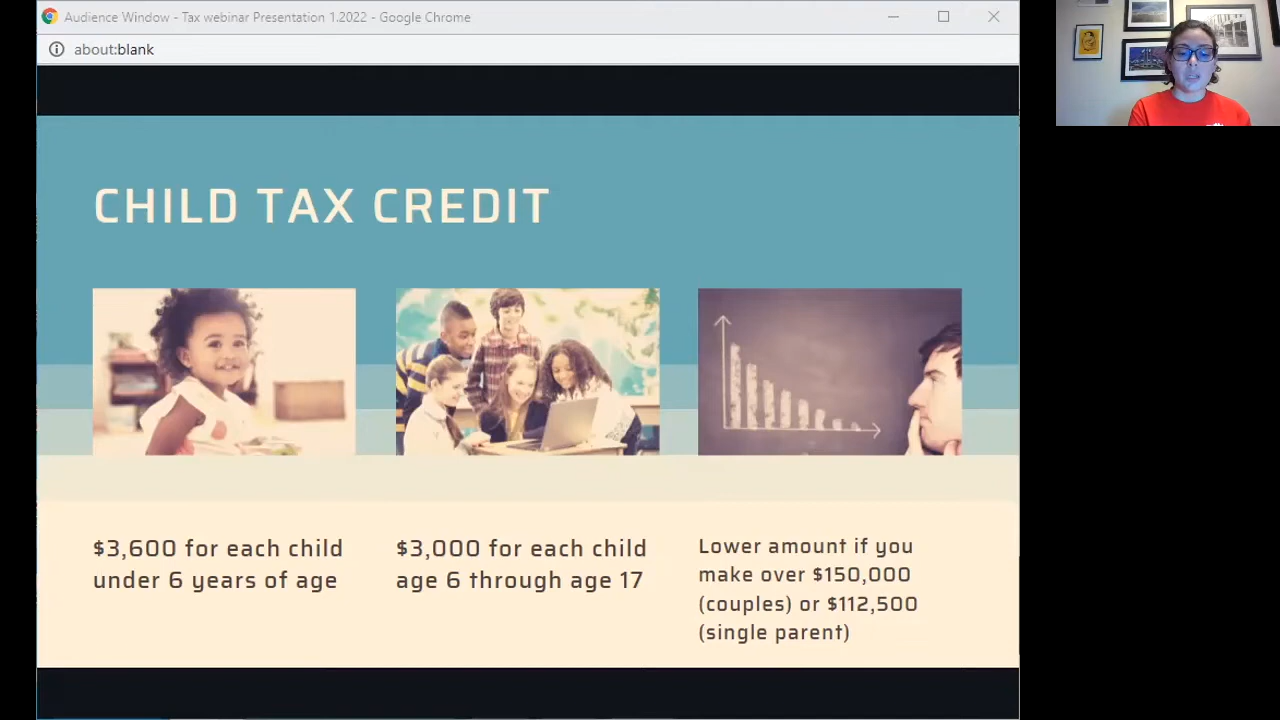 Audience Window - Tax webinar Presentation 1.2022 - Google Chrome
about:blank
CHILD TAX CREDIT
$3,600 for each child
under 6 years of age
$3,000 for each child
age 6 through age 17
Lower amount if you
make over $150,000
(couples) or $112,500
(single parent)